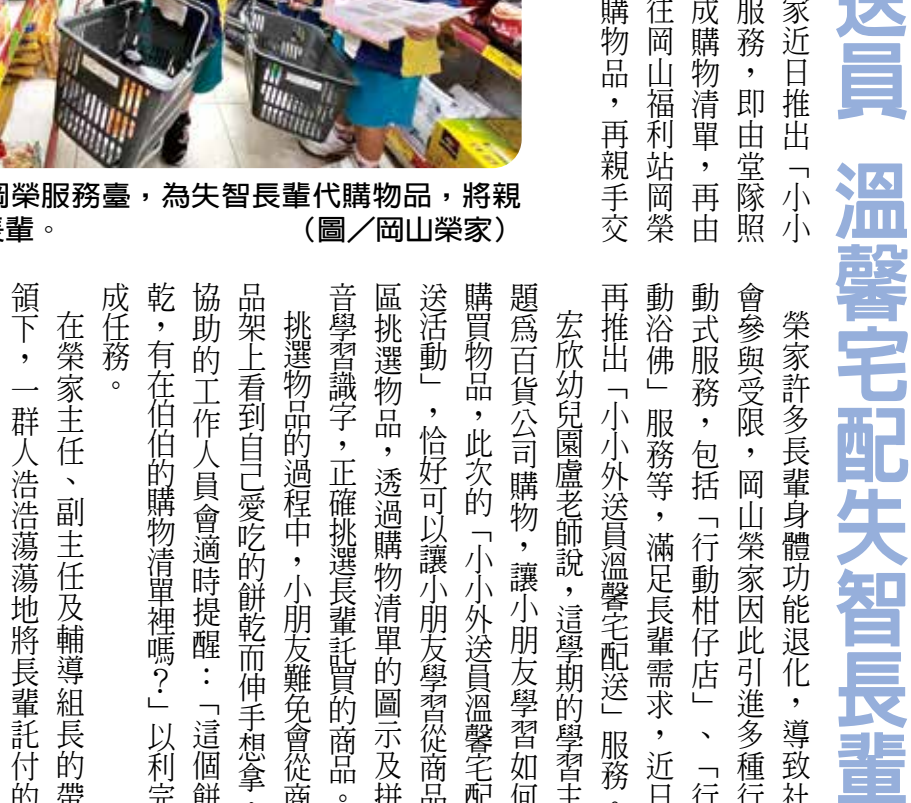 送員 溫馨宅配失智長輩
家近日推出「小小
服務，即由堂隊照
成購物清單，再由
往岡山福利站岡榮
購物品，再親手交
岡榮服務臺，為失智長輩代購物品，將親
長輩。（圖／岡山榮家）
榮家許多長輩身體功能退化，導致社
會參與受限，岡山榮家因此引進多種行
動式服務，包括「行動柑仔店」、「行
動浴佛」服務等，滿足長輩需求，近日
再推出「小小外送員溫馨宅配送」服務。
宏欣幼兒園盧老師說，這學期的學習主
題為百貨公司購物，讓小朋友學習如何
購買物品，此次的「小小外送員溫馨宅配
送活動」，恰好可以讓小朋友學習從商品
區挑選物品，透過購物清單的圖示及拼
音學習識字，正確挑選長輩託買的商品。
挑選物品的過程中，小朋友難免會從商
品架上看到自己愛吃的餅乾而伸手想拿，
協助的工作人員會適時提醒：「這個餅
乾，有在伯伯的購物清單裡嗎？」以利完
成任務。
在榮家主任、副主任及輔導組長的帶
領下，一群人浩浩蕩蕩地將長輩託付的